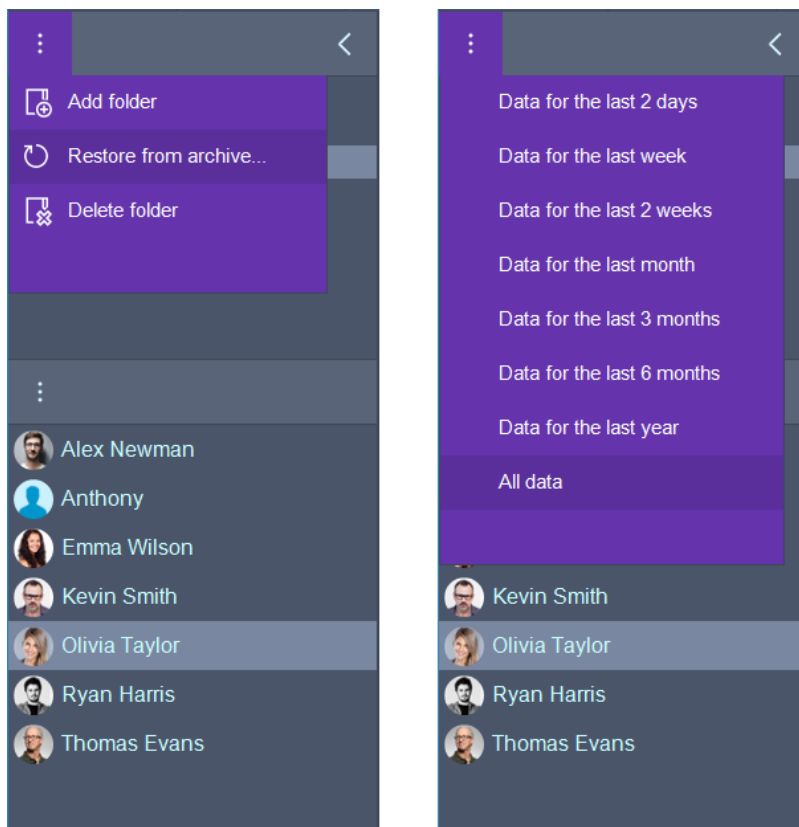 Add folder
Restore from archive...
Delete folder
Alex Newman
Anthony
Emma Wilson
Kevin Smith
Olivia Taylor
Ryan Harris
Thomas Evans
Data for the last 2 days
Data for the last week
Data for the last 2 weeks
Data for the last month
Data for the last 3 months
Data for the last 6 months
Data for the last year
All data
Kevin Smith
Olivia Taylor
Ryan Harris
Thomas Evans